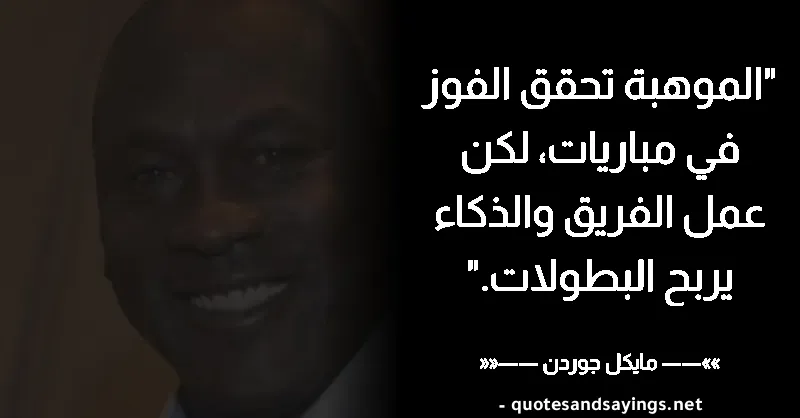 "الموهبة تحقق الفوز
في مباريات، لكن
عمل الفريق والذكاء
يربح البطولات."
»»—— مايكل جوردن ——««
- quotesandsayings.net